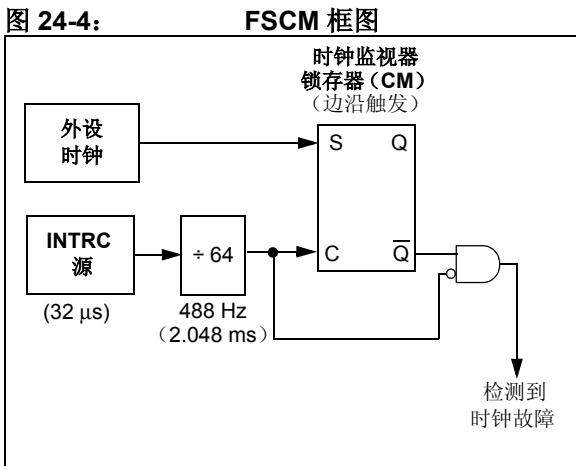 图 24-4： FSCM 框图
时钟监视器
锁存器（CM）
（边沿触发）
外设
时钟
S Q
INTRC
源
÷ 64
C Q̅
(32 μs)
488 Hz
（2.048 ms）
检测到
时钟故障